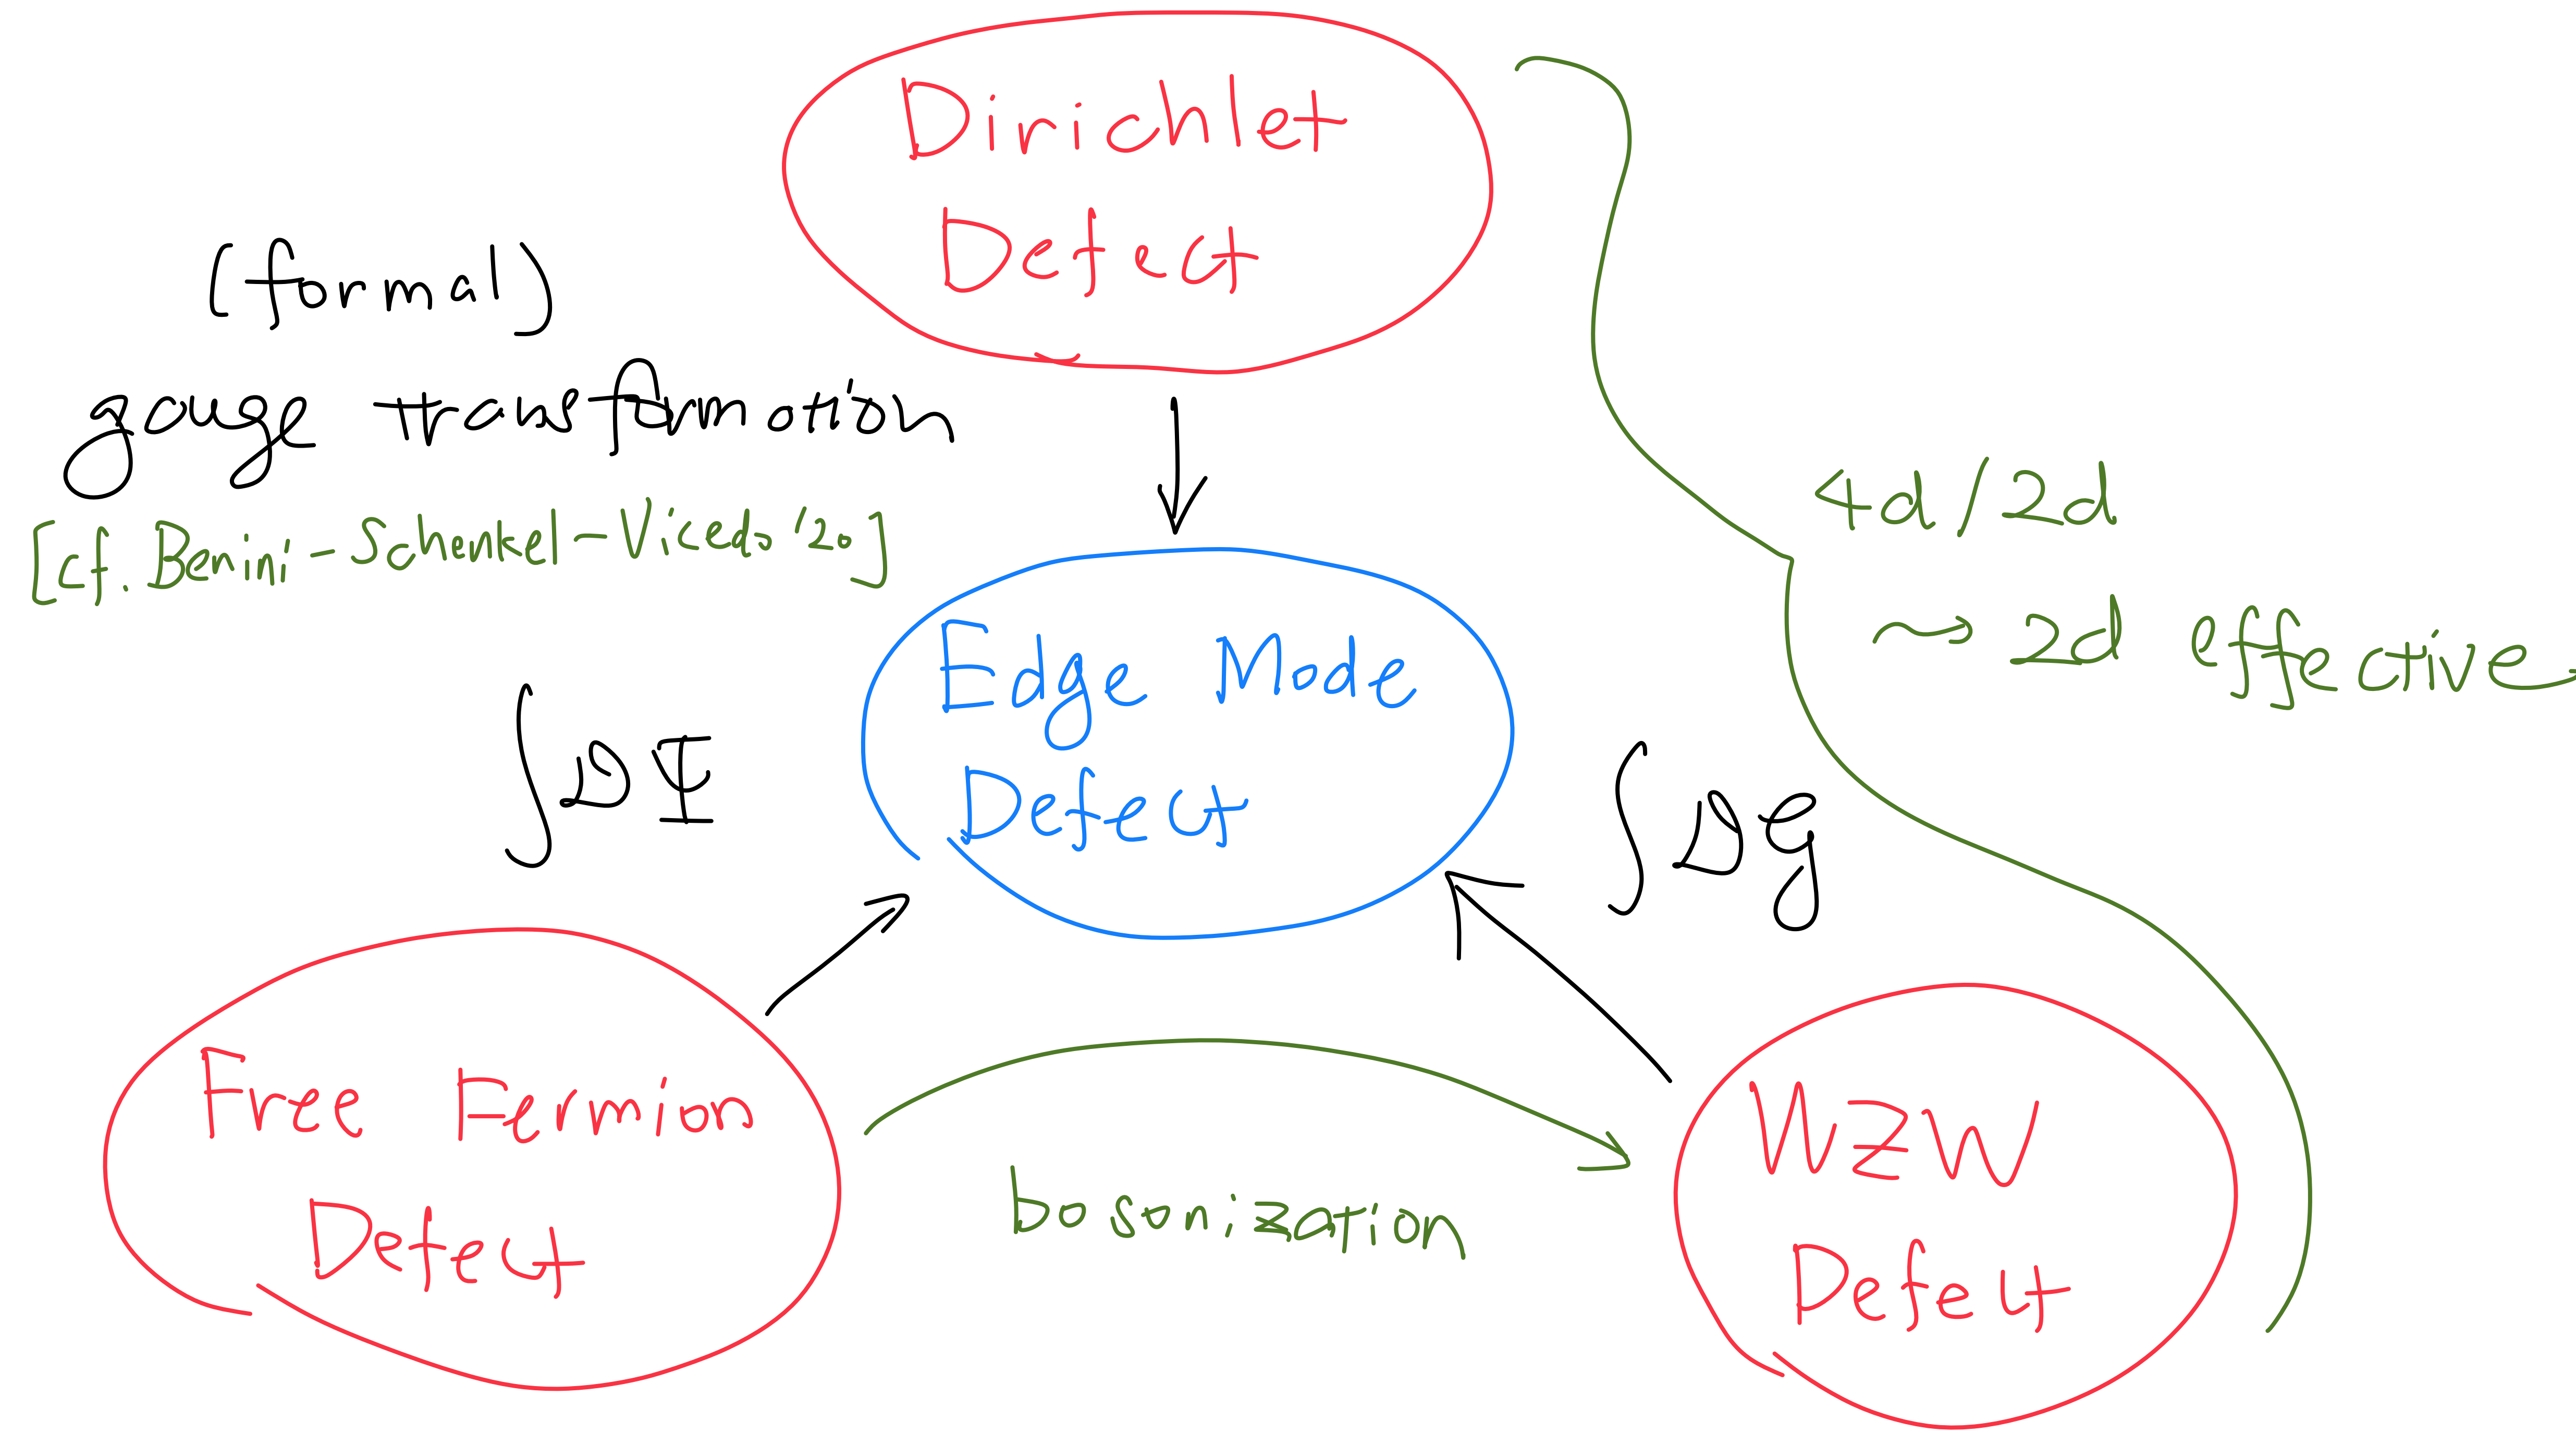 Dirichlet
Defect
(formal)
gauge transformation
[cf. Benini-Schenkel-Vicedo '20]
4d/2d
⇝ 2d effective
Edge Mode
Defect
∫DΨ
∫Dg
Free Fermion
Defect
bosonization
WZW
Defect